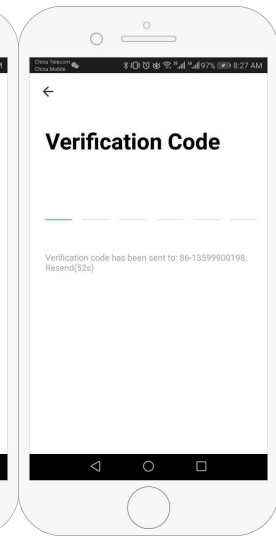 China Telecom
China Mobile
97% 8:27 AM
Verification Code
Verification code has been sent to: 86-13599900198,
Resend(52s)